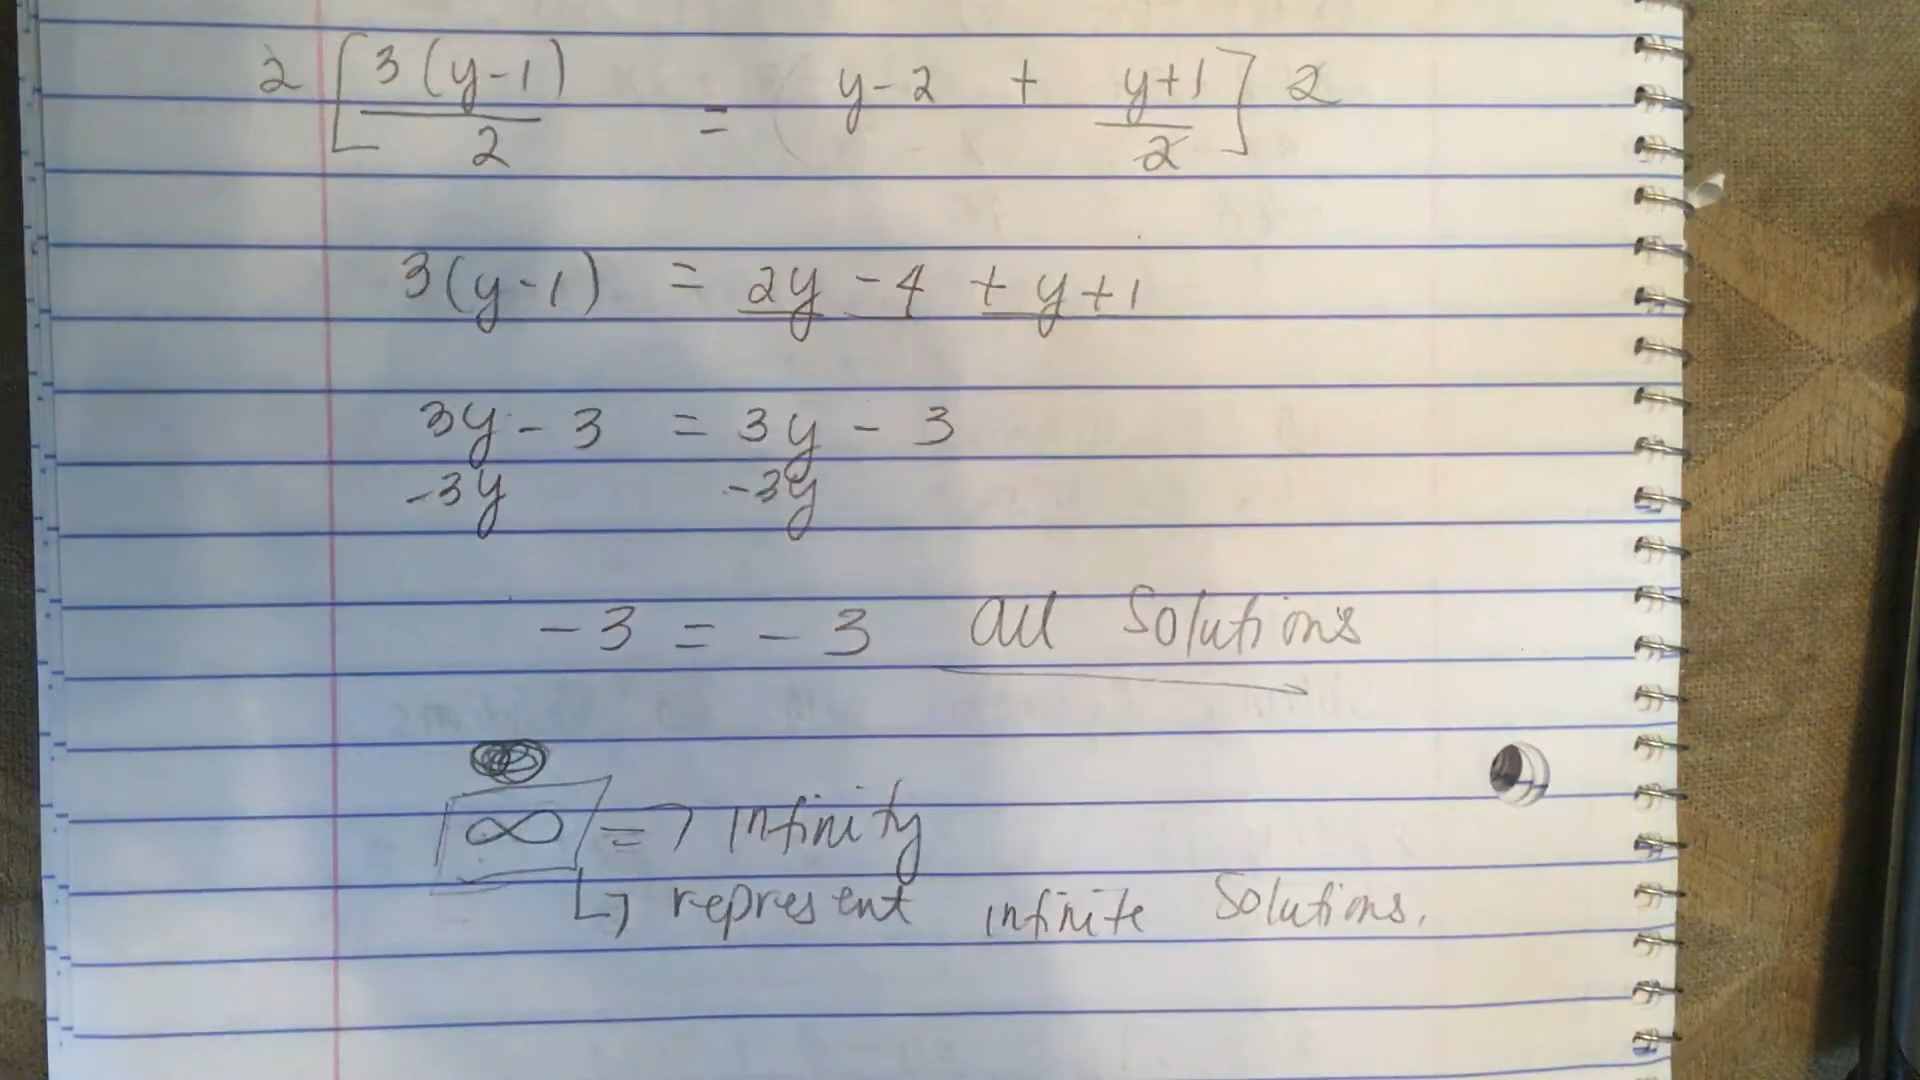 2 [ 3(y-1)/2 = y-2 + y+1/2 ] 2
3(y-1) = 2y - 4 + y + 1
3y - 3 = 3y - 3
-3y -3y
-3 = -3 all solutions
∞ => infinity
↳ represent infinite solutions.